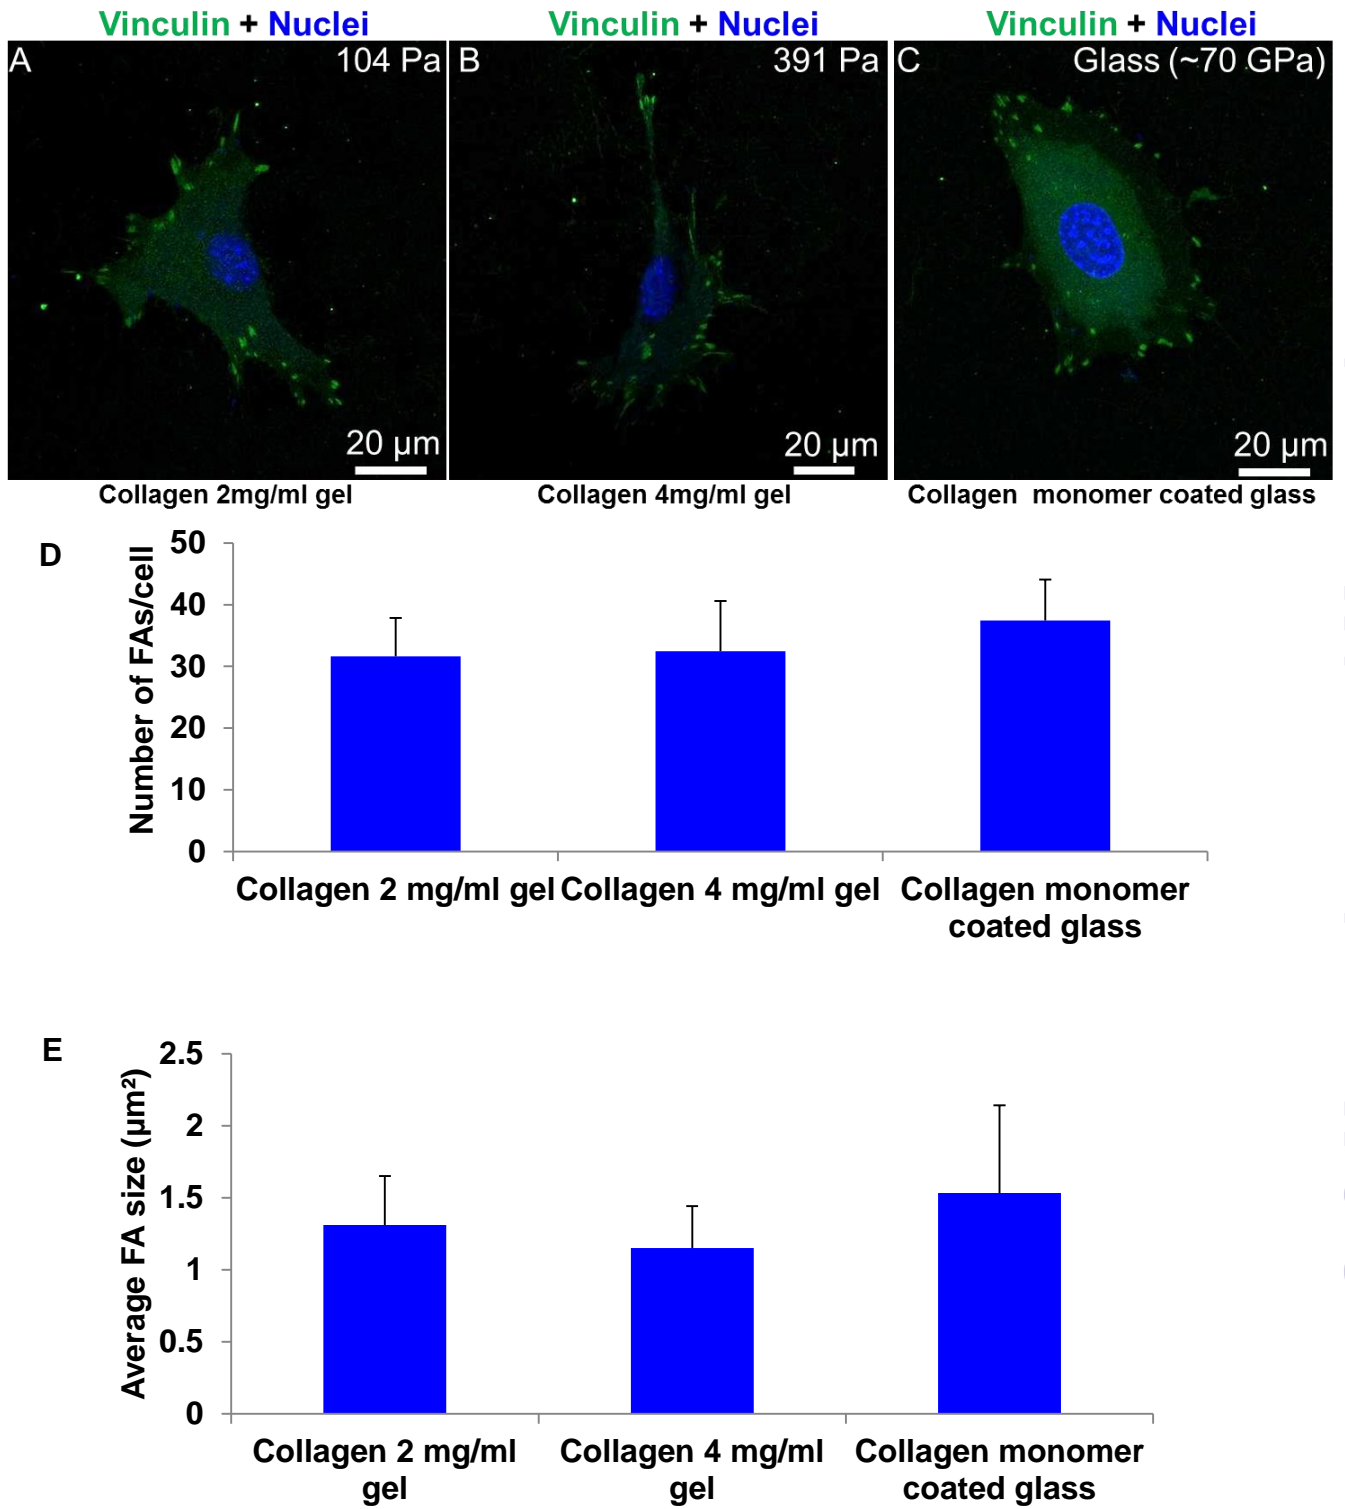 Vinculin + Nuclei
Vinculin + Nuclei
Vinculin + Nuclei
A
104 Pa
B
391 Pa
C
Glass (~70 GPa)
20 µm
20 µm
20 µm
Collagen 2mg/ml gel
Collagen 4mg/ml gel
Collagen monomer coated glass
D
Number of FAs/cell
50
40
30
20
10
0
Collagen 2 mg/ml gel
Collagen 4 mg/ml gel
Collagen monomer
coated glass
E
Average FA size (µm²)
2.5
2
1.5
1
0.5
0
Collagen 2 mg/ml
gel
Collagen 4 mg/ml
gel
Collagen monomer
coated glass